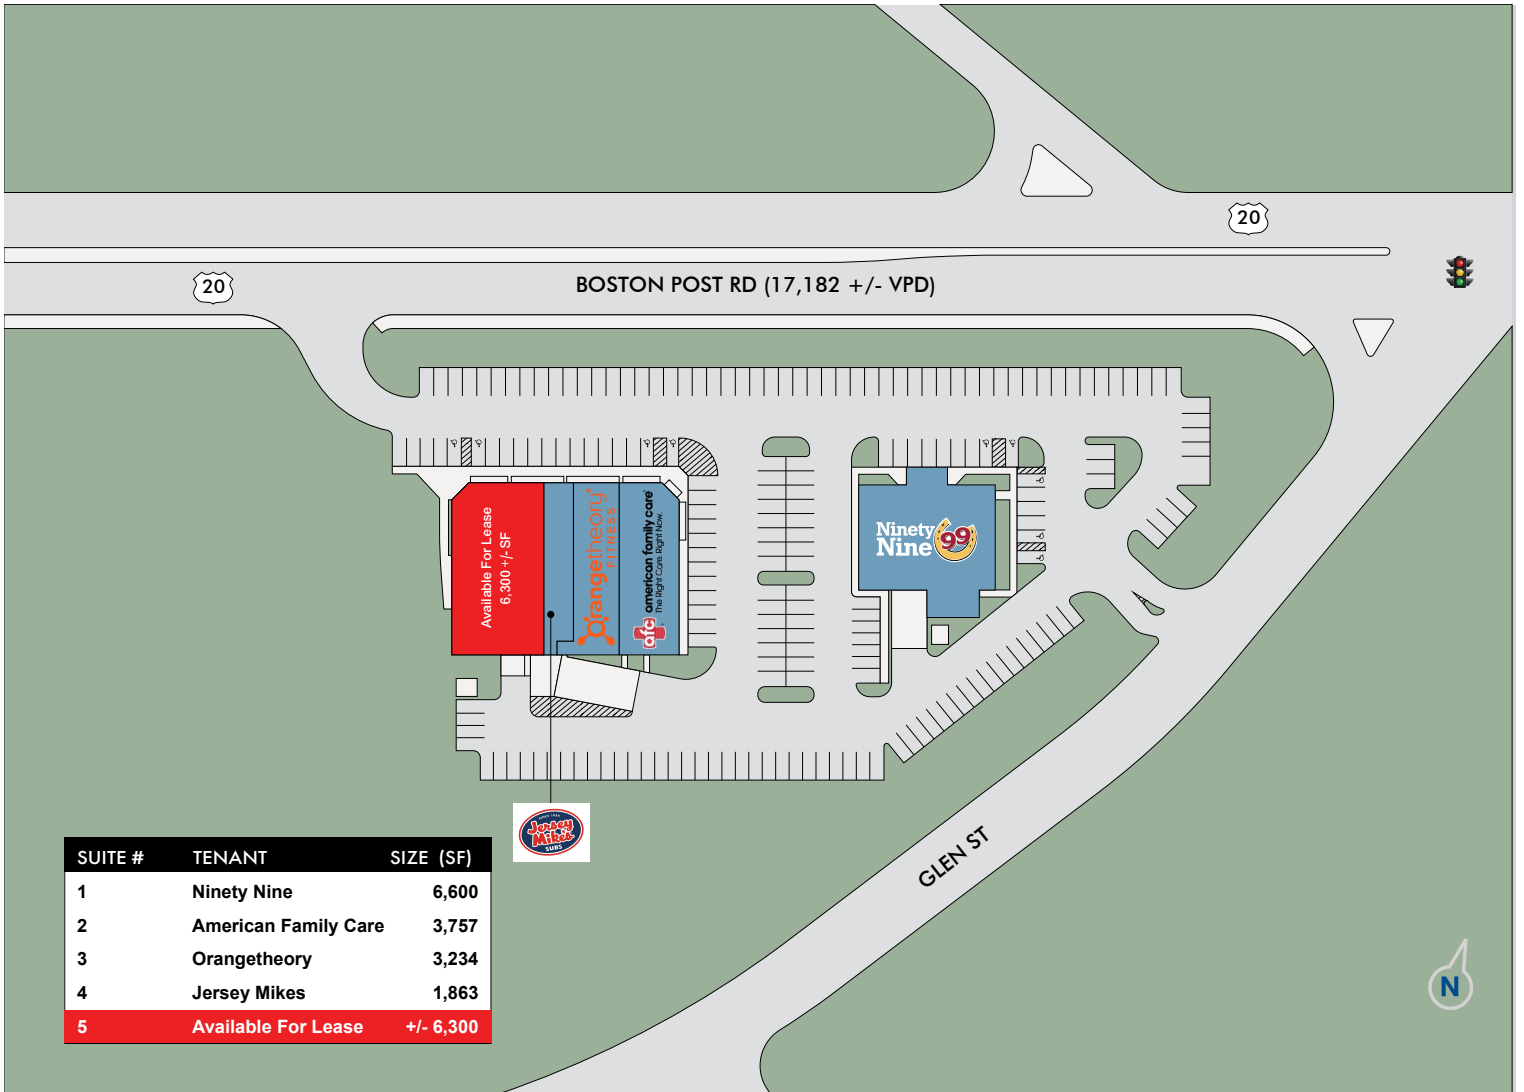 20
20
BOSTON POST RD (17,182 +/- VPD)
Available For Lease
6,300 +/- SF
Orangetheory
FITNESS
afc
american family care
The Right Care. Right Now.
Ninety
Nine
99
SINCE 1956
Jersey
Mike's
SUBS
GLEN ST
SUITE # TENANT SIZE (SF)
1 Ninety Nine 6,600
2 American Family Care 3,757
3 Orangetheory 3,234
4 Jersey Mikes 1,863
5 Available For Lease +/- 6,300
N